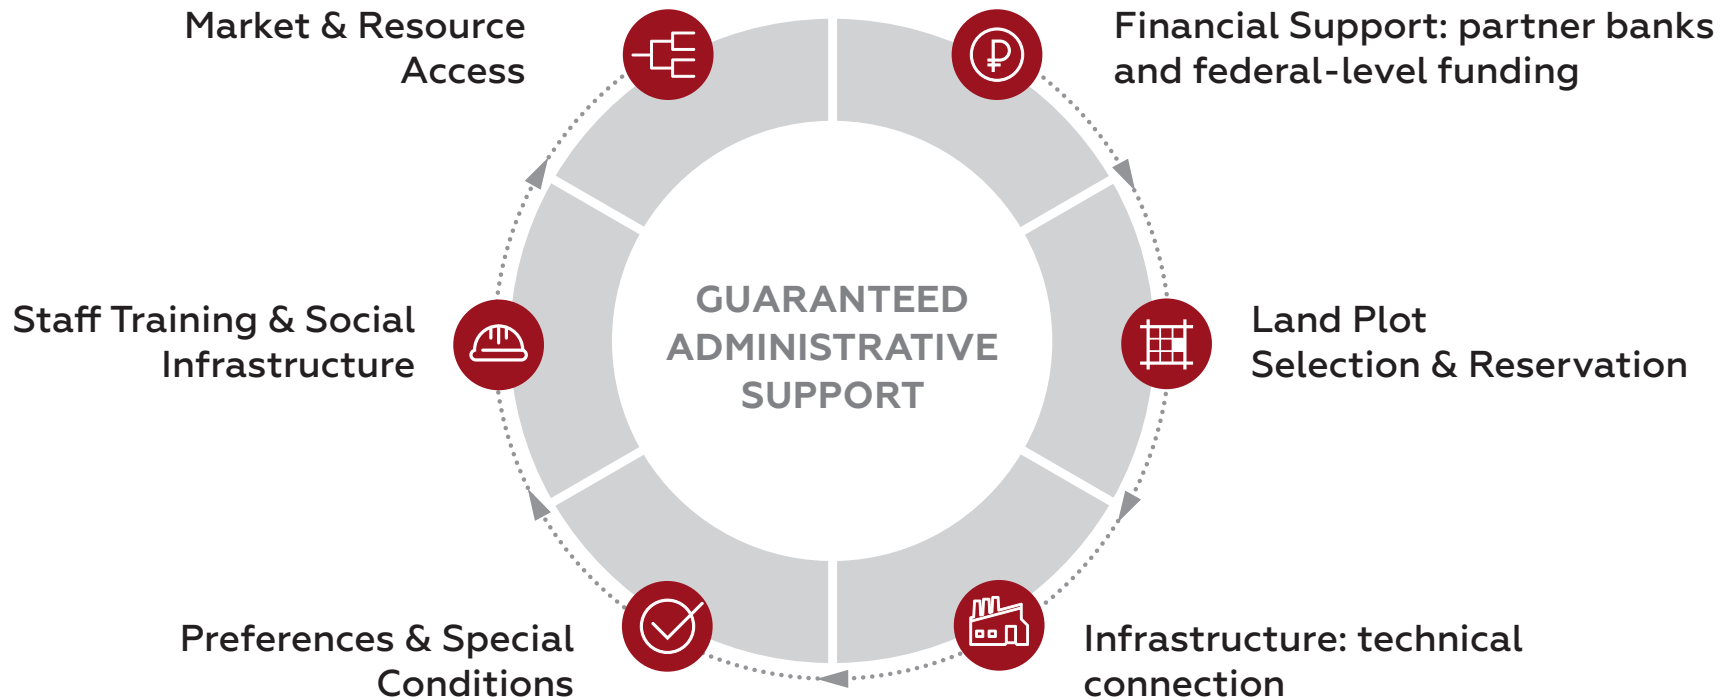 Market & Resource
Access
Financial Support: partner banks
and federal-level funding
Staff Training & Social
Infrastructure
GUARANTEED
ADMINISTRATIVE
SUPPORT
Land Plot
Selection & Reservation
Preferences & Special
Conditions
Infrastructure: technical
connection